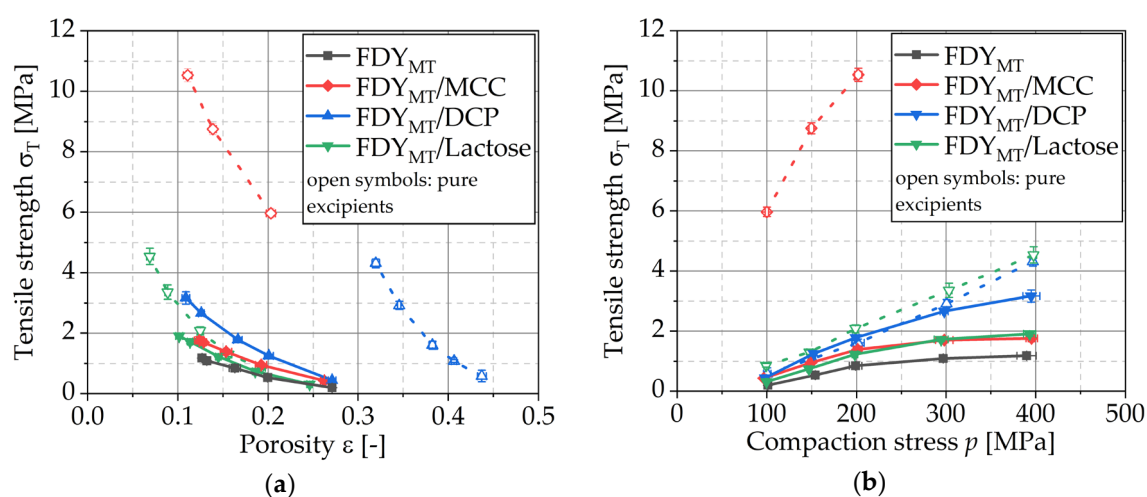 12
10
8
6
4
2
0
Tensile strength σT [MPa]
FDYMT
FDYMT/MCC
FDYMT/DCP
FDYMT/Lactose
open symbols: pure
excipients
0.0 0.1 0.2 0.3 0.4 0.5
Porosity ε [-]
(a)
12
10
8
6
4
2
0
Tensile strength σT [MPa]
FDYMT
FDYMT/MCC
FDYMT/DCP
FDYMT/Lactose
open symbols: pure
excipients
0 100 200 300 400 500
Compaction stress p [MPa]
(b)